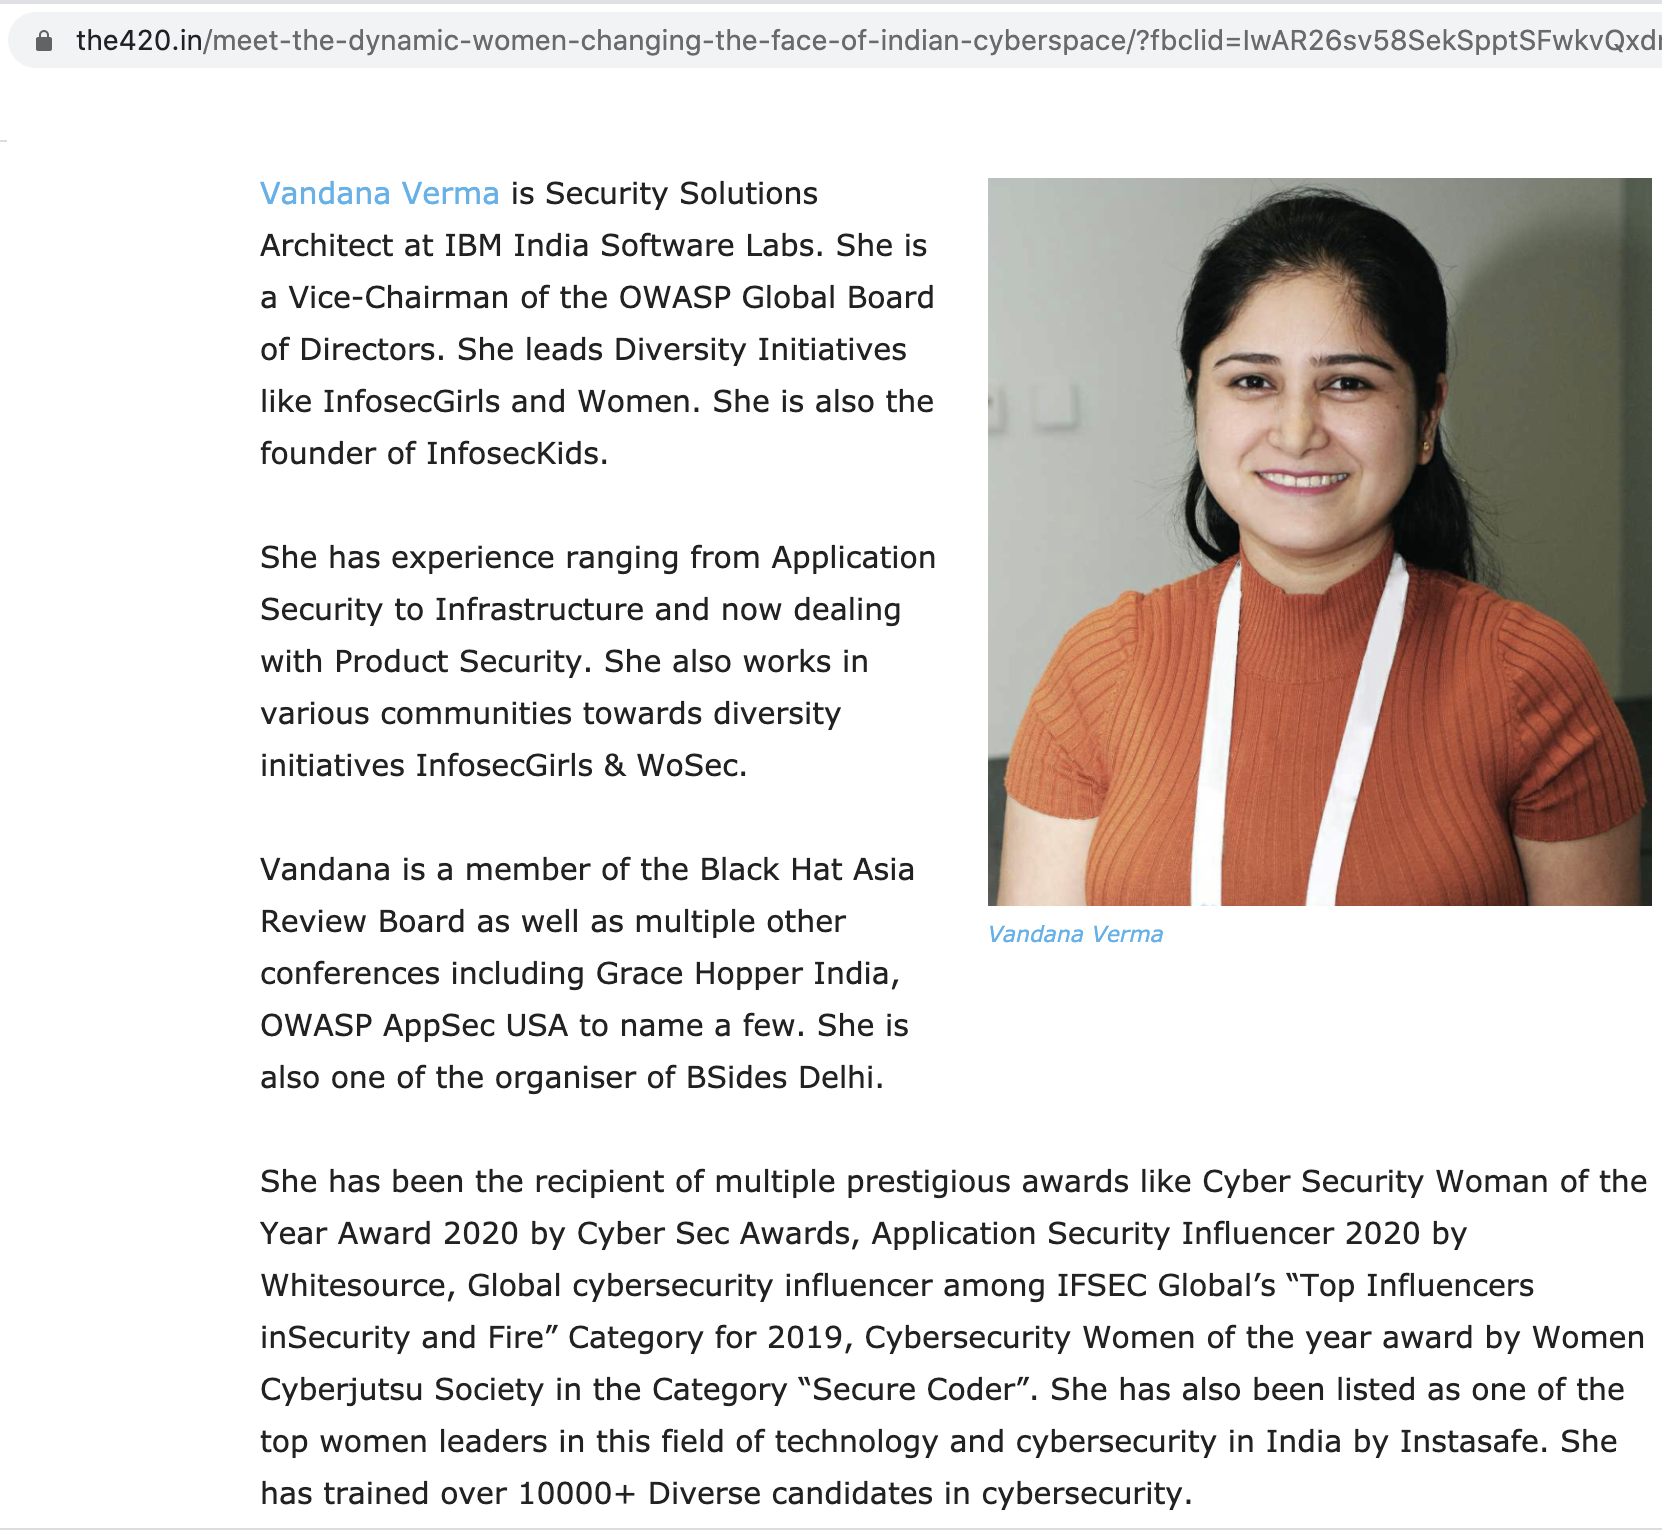 the420.in/meet-the-dynamic-women-changing-the-face-of-indian-cyberspace/?fbclid=IwAR26sv58SekSpptSFwkvQxd
Vandana Verma is Security Solutions
Architect at IBM India Software Labs. She is
a Vice-Chairman of the OWASP Global Board
of Directors. She leads Diversity Initiatives
like InfosecGirls and Women. She is also the
founder of InfosecKids.
She has experience ranging from Application
Security to Infrastructure and now dealing
with Product Security. She also works in
various communities towards diversity
initiatives InfosecGirls & WoSec.
Vandana is a member of the Black Hat Asia
Review Board as well as multiple other
conferences including Grace Hopper India,
OWASP AppSec USA to name a few. She is
also one of the organiser of BSides Delhi.
Vandana Verma
She has been the recipient of multiple prestigious awards like Cyber Security Woman of the
Year Award 2020 by Cyber Sec Awards, Application Security Influencer 2020 by
Whitesource, Global cybersecurity influencer among IFSEC Global’s “Top Influencers
inSecurity and Fire” Category for 2019, Cybersecurity Women of the year award by Women
Cyberjutsu Society in the Category “Secure Coder”. She has also been listed as one of the
top women leaders in this field of technology and cybersecurity in India by Instasafe. She
has trained over 10000+ Diverse candidates in cybersecurity.